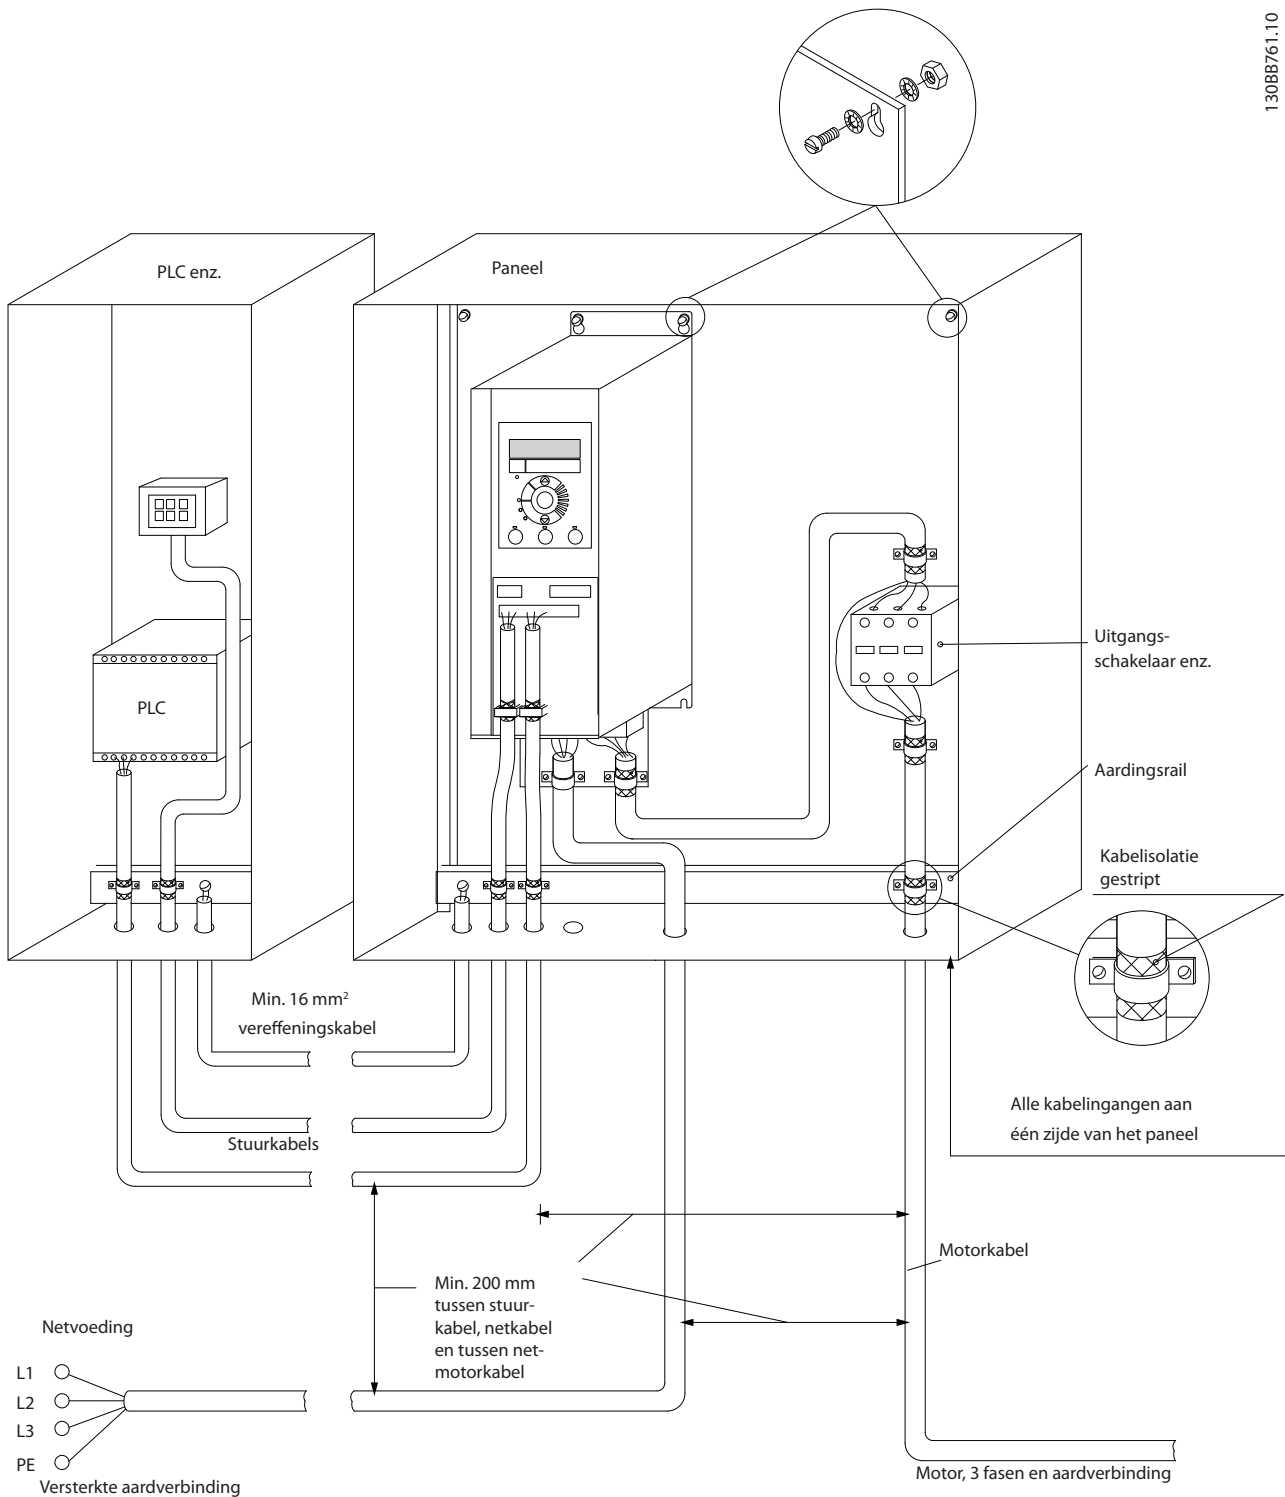 130BB761.10
PLC enz.
Paneel
Uitgangs-
schakelaar enz.
PLC
Aardingsrail
Kabelisolatie
gestript
Min. 16 mm²
vereffeningskabel
Alle kabelingangen aan
één zijde van het paneel
Stuurkabels
Motorkabel
Min. 200 mm
tussen stuur-
kabel, netkabel
en tussen net-
motorkabel
Netvoeding
L1
L2
L3
PE
Versterkte aardverbinding
Motor, 3 fasen en aardverbinding